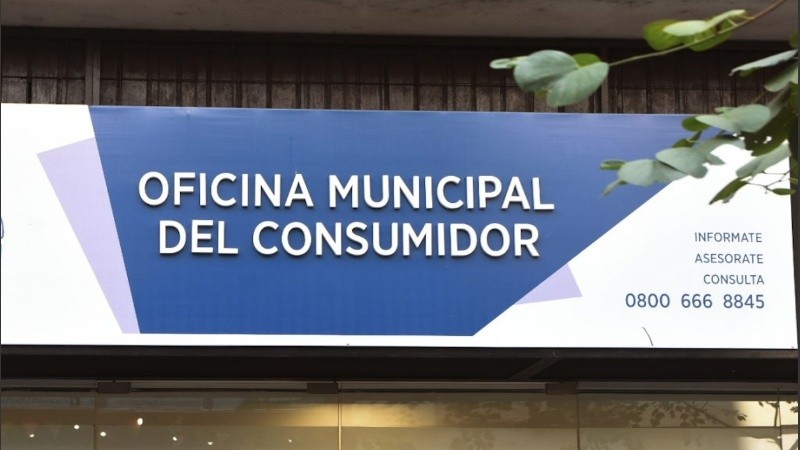 OFICINA MUNICIPAL
DEL CONSUMIDOR
INFORMATE
ASESORATE
CONSULTA
0800 666 8845